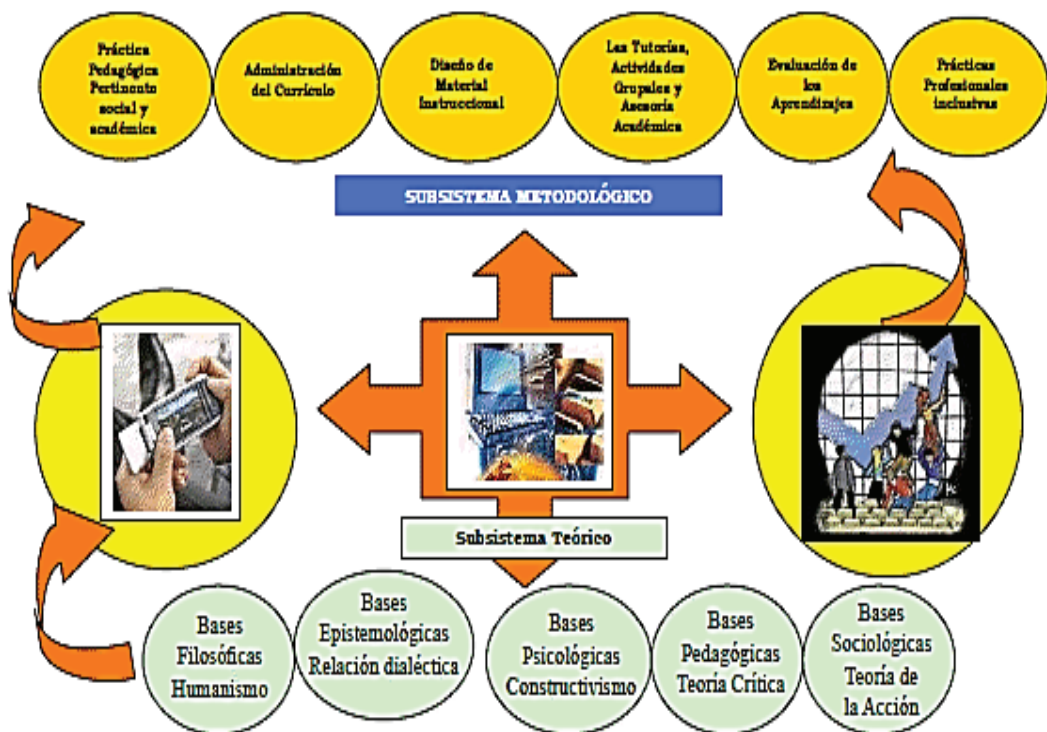 Práctica
Pedagógica
Pertinente
social y
académica
Administración
del Currículo
Diseño de
Material
Instruccional
Las Tutorías,
Actividades
Grupales y
Asesoría
Académica
Evaluación de
los
Aprendizajes
Prácticas
Profesionales
inclusivas
SUBSISTEMA METODOLÓGICO
Subsistema Teórico
Bases
Filosóficas
Humanismo
Bases
Epistemológicas
Relación dialéctica
Bases
Psicológicas
Constructivismo
Bases
Pedagógicas
Teoría Crítica
Bases
Sociológicas
Teoría de
la Acción